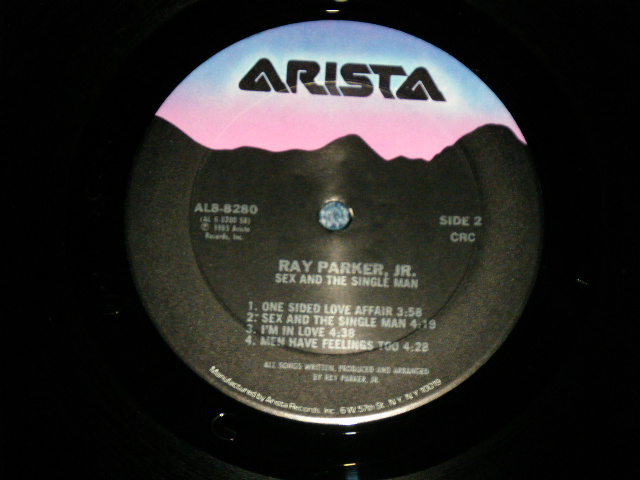 ARISTA
AL8-8280
(AL 8-8280 SB)
℗ 1983 Arista
Records, Inc.
SIDE 2
CRC
RAY PARKER, JR.
SEX AND THE SINGLE MAN
1. ONE SIDED LOVE AFFAIR 3:58
2. SEX AND THE SINGLE MAN 4:19
3. I'M IN LOVE 4:38
4. MEN HAVE FEELINGS TOO 4:28
ALL SONGS WRITTEN, PRODUCED AND ARRANGED
BY RAY PARKER, JR.
Manufactured by Arista Records, Inc. 6 W. 57th St., N.Y. N.Y. 10019